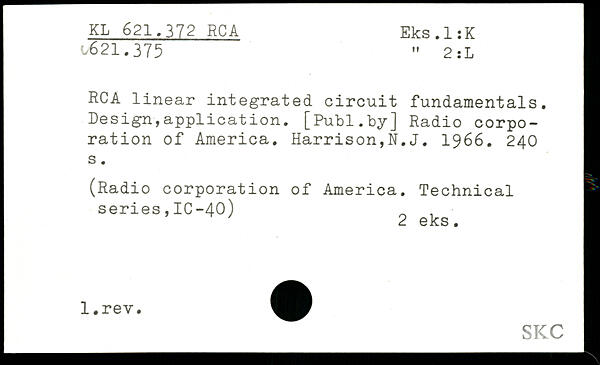 KL 621.372 RCA
621.375
Eks.1:K
" 2:L
RCA linear integrated circuit fundamentals.
Design,application. [Publ.by] Radio corpo-
ration of America. Harrison,N.J. 1966. 240
s.
(Radio corporation of America. Technical
series,IC-40)
2 eks.
1.rev.
SKC